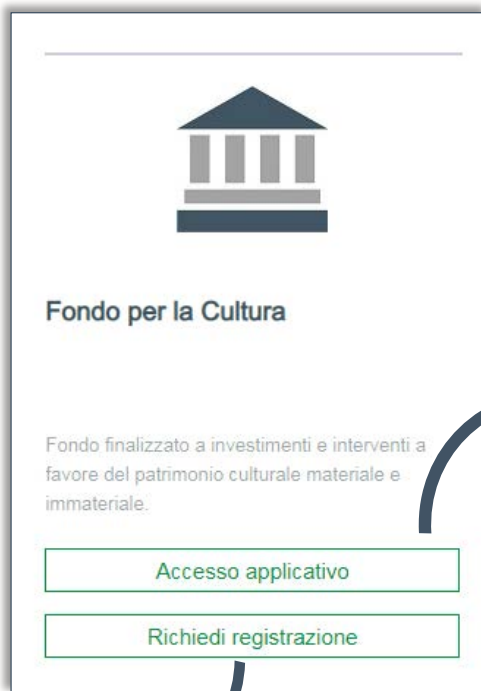 Fondo per la Cultura
Fondo finalizzato a investimenti e interventi a
favore del patrimonio culturale materiale e
immateriale.
Accesso applicativo
Richiedi registrazione